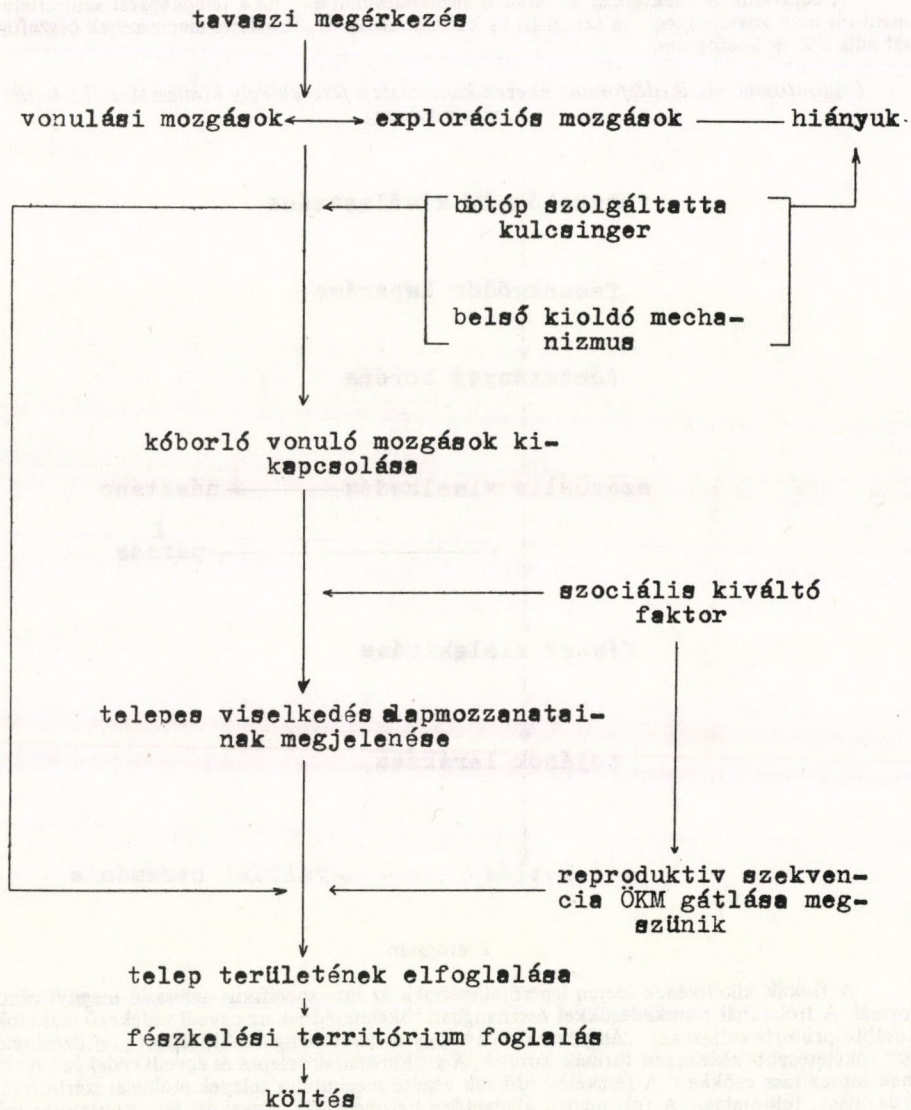 tavaszi megérkezés
vonulási mozgások explorációs mozgások hiányuk
biotóp szolgáltatta
kulcsinger
belső kioldó mecha-
nizmus
kóborló vonuló mozgások ki-
kapcsolása
szociális kiváltó
faktor
telepes viselkedés alapmozzanatai-
nak megjelenése
reproduktiv szekven-
cia ÖKM gátlása meg-
szünik
telep területének elfoglalása
fészkelési territórium foglalás
költés